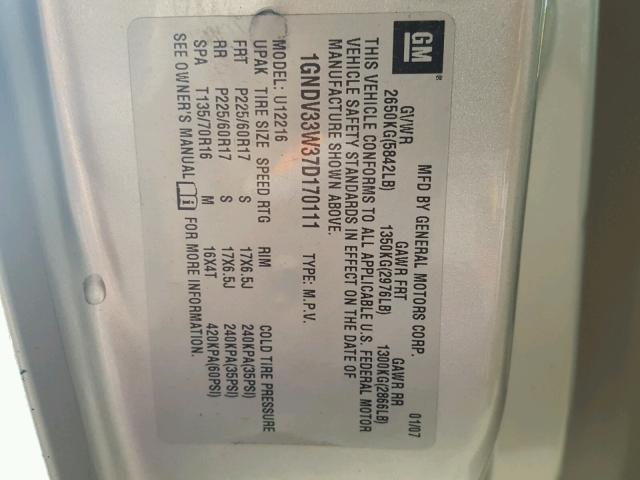 GM
®
MFD BY GENERAL MOTORS CORP. 01/07
GVWR GAWR FRT GAWR RR
2650KG(5842LB) 1350KG(2976LB) 1300KG(2866LB)
THIS VEHICLE CONFORMS TO ALL APPLICABLE U.S. FEDERAL MOTOR
VEHICLE SAFETY STANDARDS IN EFFECT ON THE DATE OF
MANUFACTURE SHOWN ABOVE.
1GNDV33W37D170111 TYPE: M.P.V.
MODEL: U12216
UPAK TIRE SIZE SPEED RTG RIM COLD TIRE PRESSURE
FRT P225/60R17 S 17X6.5J 240KPA(35PSI)
RR P225/60R17 S 17X6.5J 240KPA(35PSI)
SPA T135/70R16 M 16X4T 420KPA(60PSI)
SEE OWNER'S MANUAL i FOR MORE INFORMATION.